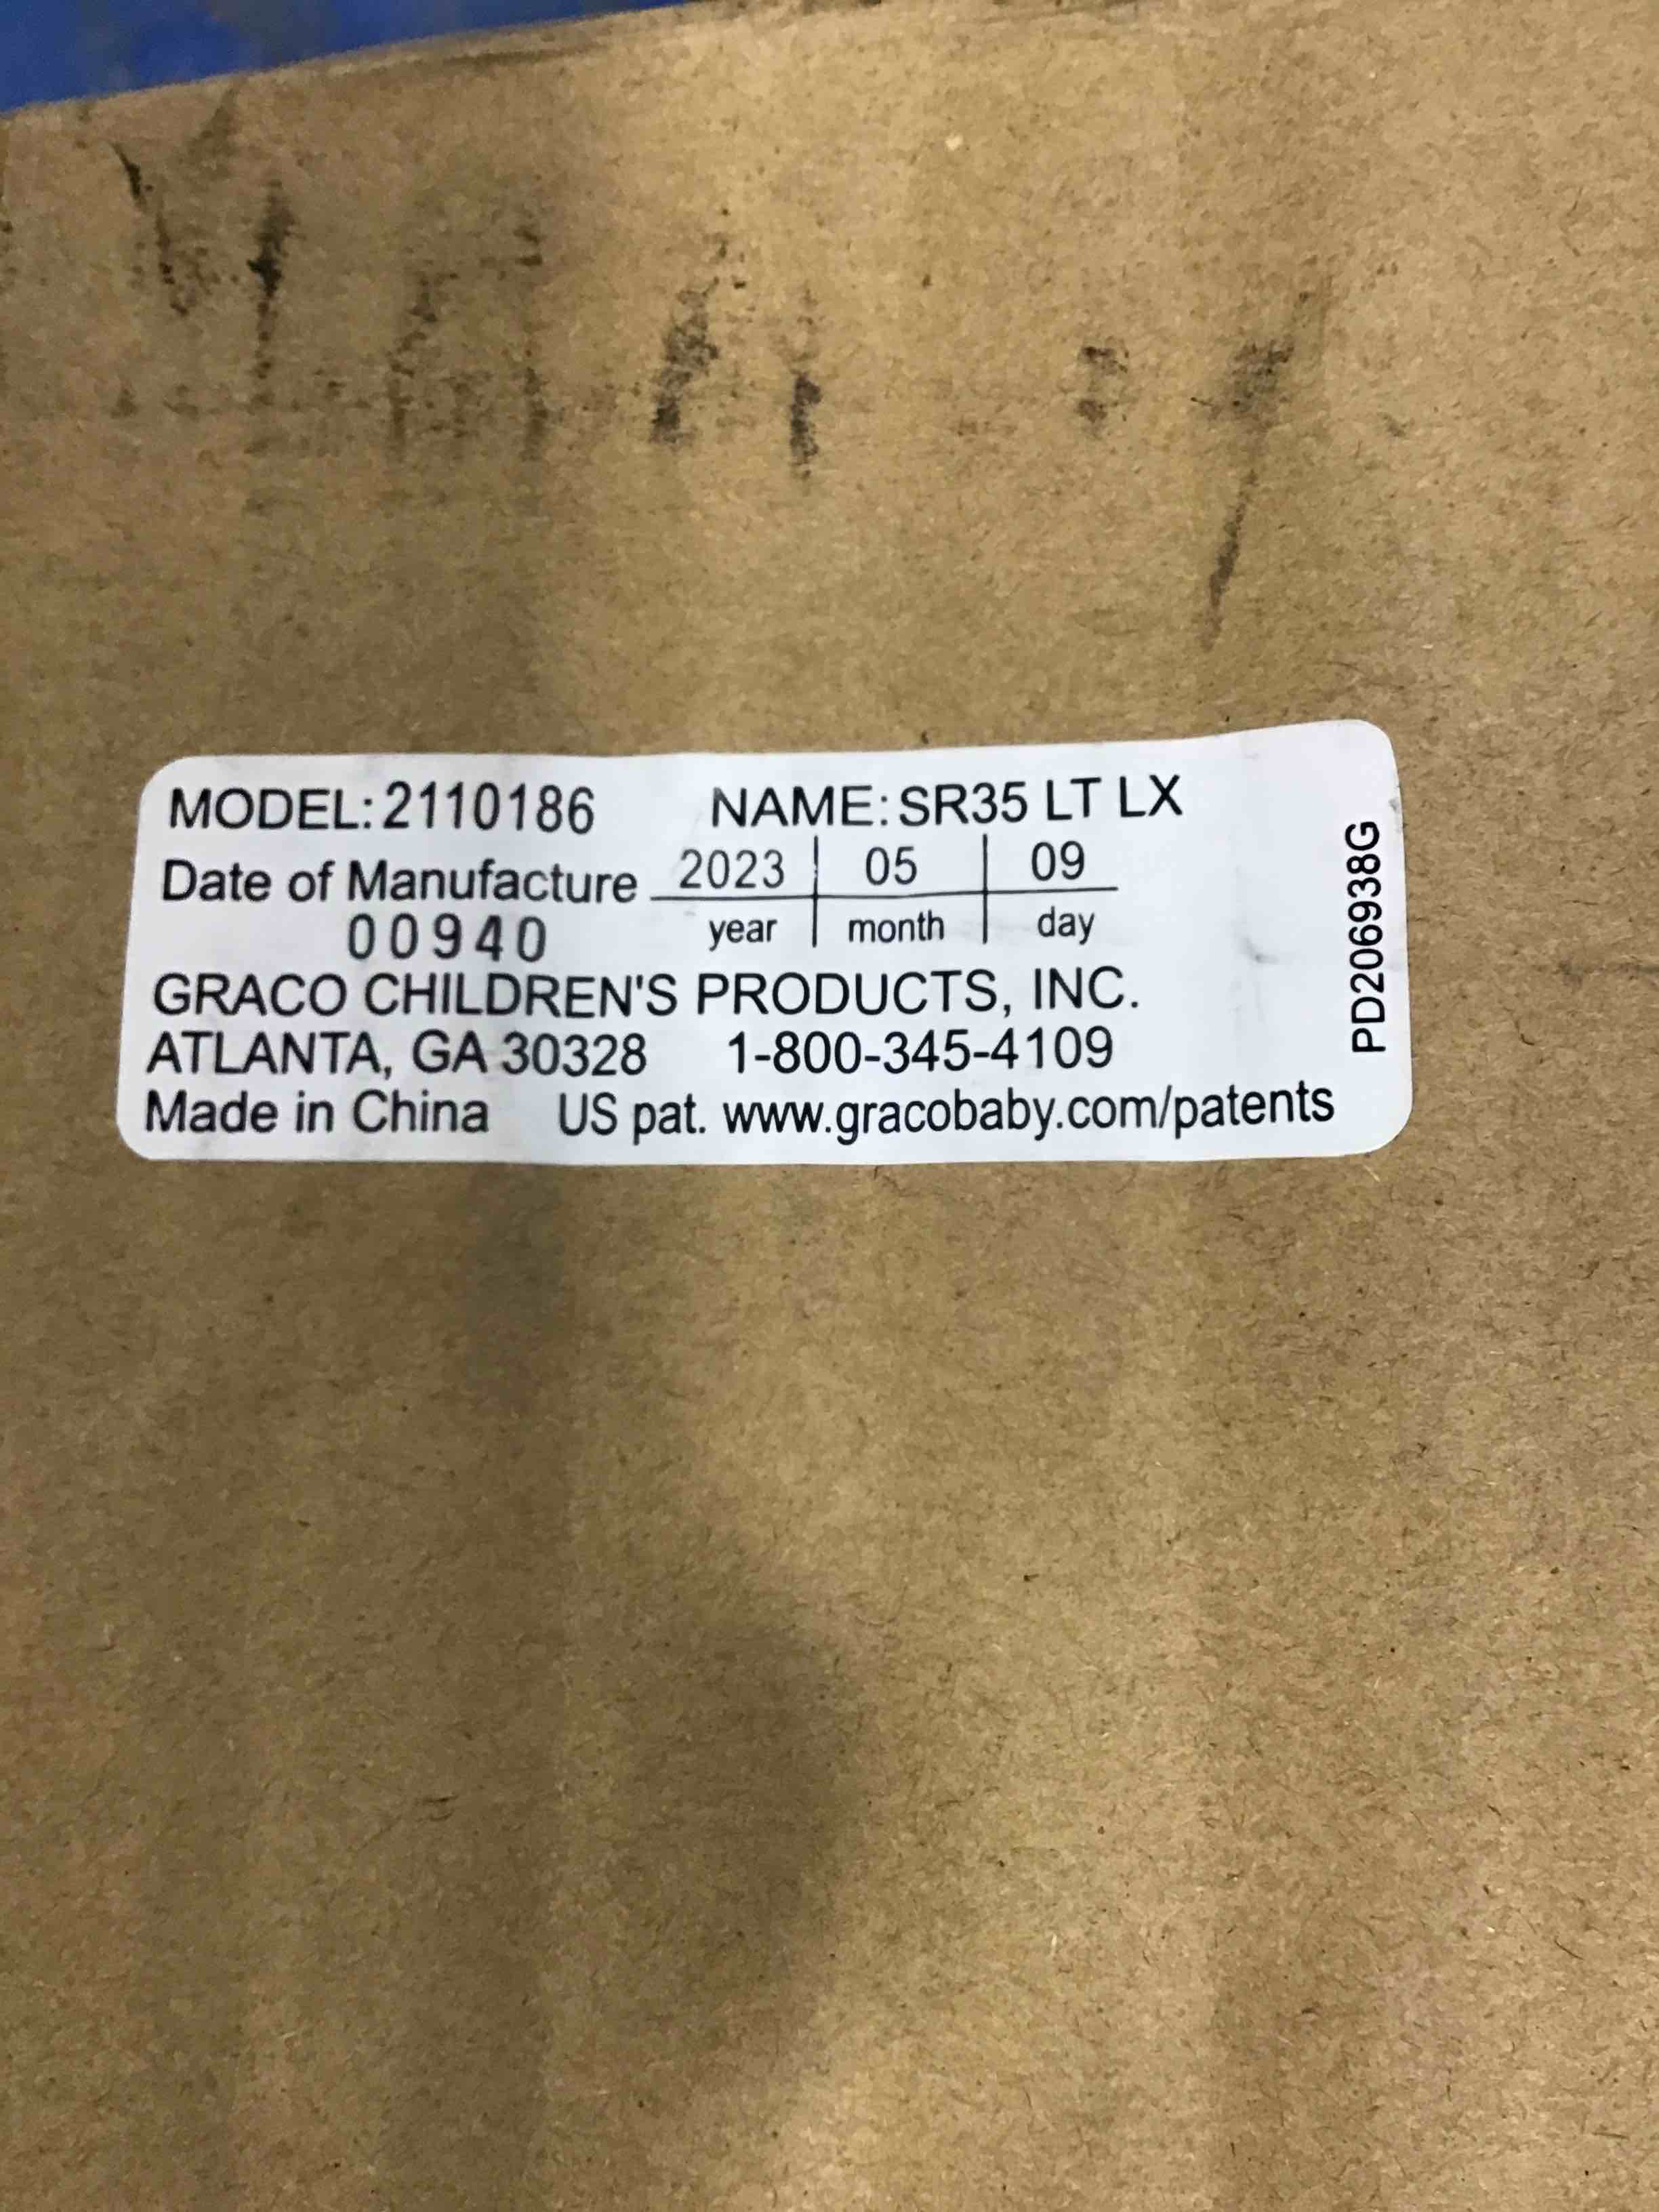 MODEL: 2110186 NAME: SR35 LT LX
Date of Manufacture 2023 05 09
00940 year month day
GRACO CHILDREN'S PRODUCTS, INC.
ATLANTA, GA 30328 1-800-345-4109
Made in China US pat. www.gracobaby.com/patents
PD206938G